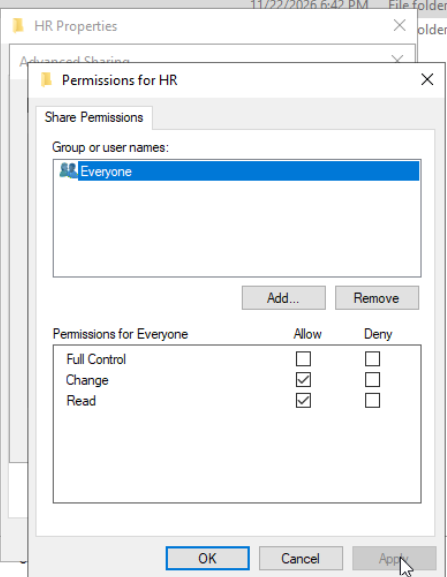 11/22/2026 6:42 PM File folder
HR Properties
older
Advanced Sharing
Permissions for HR
Share Permissions
Group or user names:
Everyone
Add... Remove
Permissions for Everyone Allow Deny
Full Control
Change
Read
OK Cancel Apply